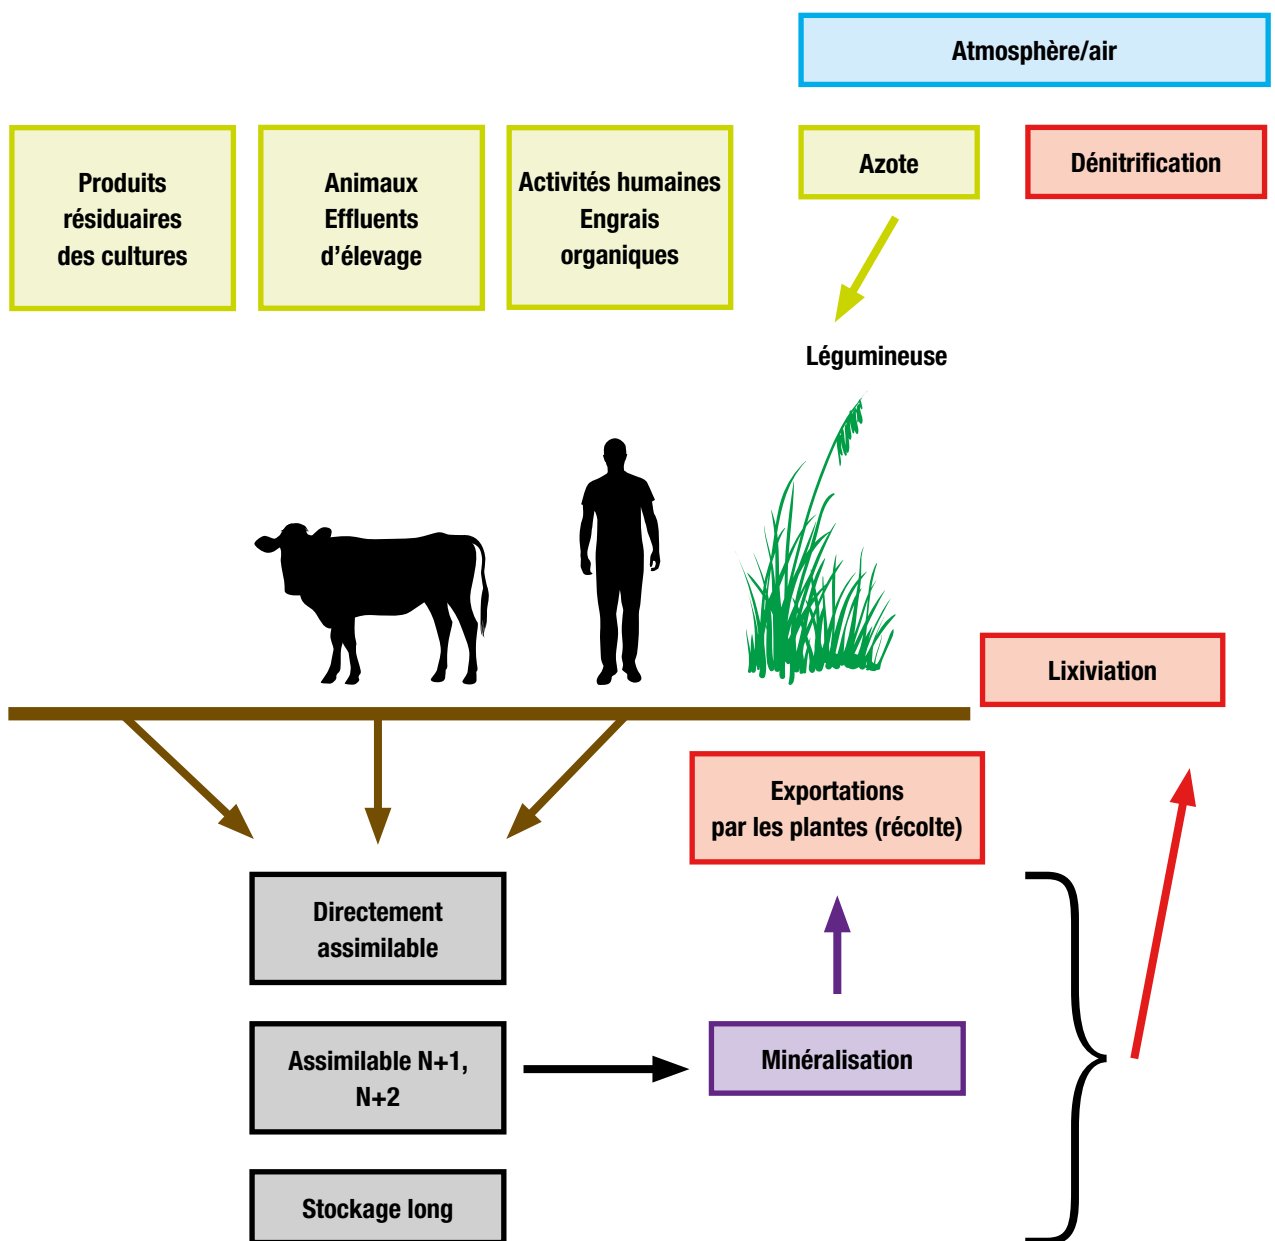 Atmosphère/air
Produits
résiduaires
des cultures
Animaux
Effluents
d'élevage
Activités humaines
Engrais
organiques
Azote
Dénitrification
Légumineuse
Lixiviation
Exportations
par les plantes (récolte)
Directement
assimilable
Assimilable N+1,
N+2
Minéralisation
Stockage long